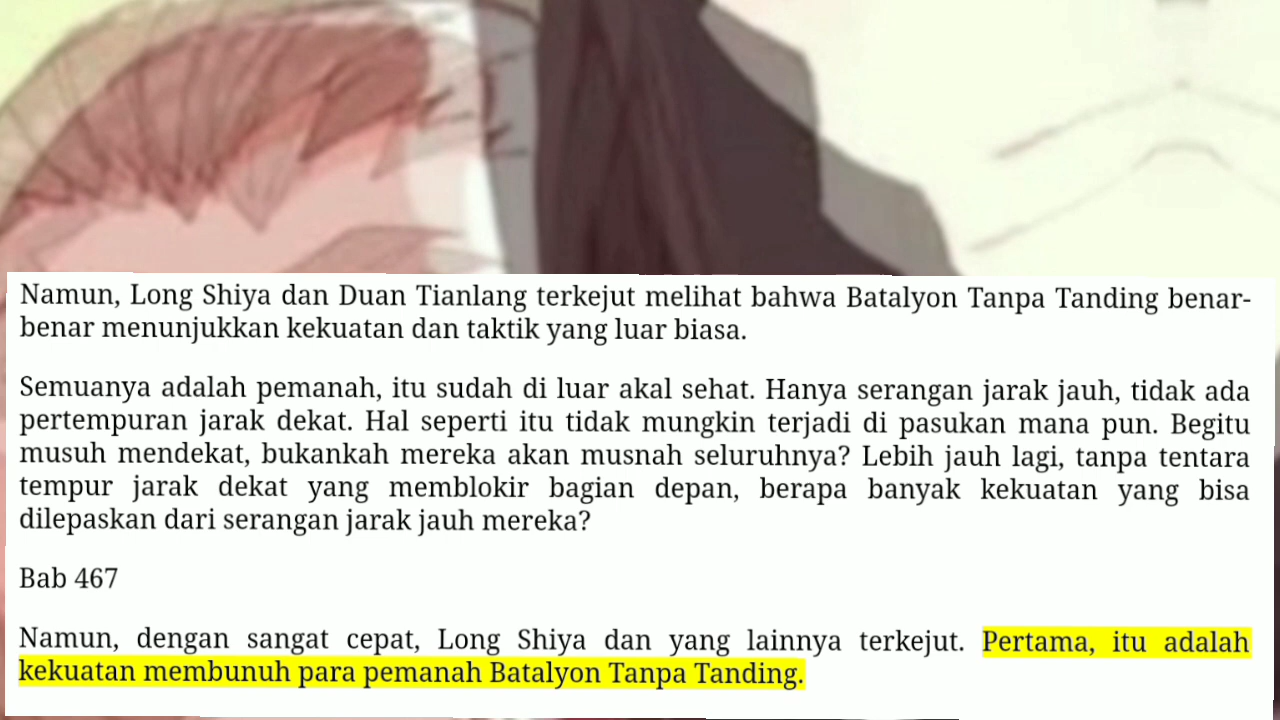 Namun, Long Shiya dan Duan Tianlang terkejut melihat bahwa Batalyon Tanpa Tanding benar-
benar menunjukkan kekuatan dan taktik yang luar biasa.
Semuanya adalah pemanah, itu sudah di luar akal sehat. Hanya serangan jarak jauh, tidak ada
pertempuran jarak dekat. Hal seperti itu tidak mungkin terjadi di pasukan mana pun. Begitu
musuh mendekat, bukankah mereka akan musnah seluruhnya? Lebih jauh lagi, tanpa tentara
tempur jarak dekat yang memblokir bagian depan, berapa banyak kekuatan yang bisa
dilepaskan dari serangan jarak jauh mereka?
Bab 467
Namun, dengan sangat cepat, Long Shiya dan yang lainnya terkejut. Pertama, itu adalah
kekuatan membunuh para pemanah Batalyon Tanpa Tanding.